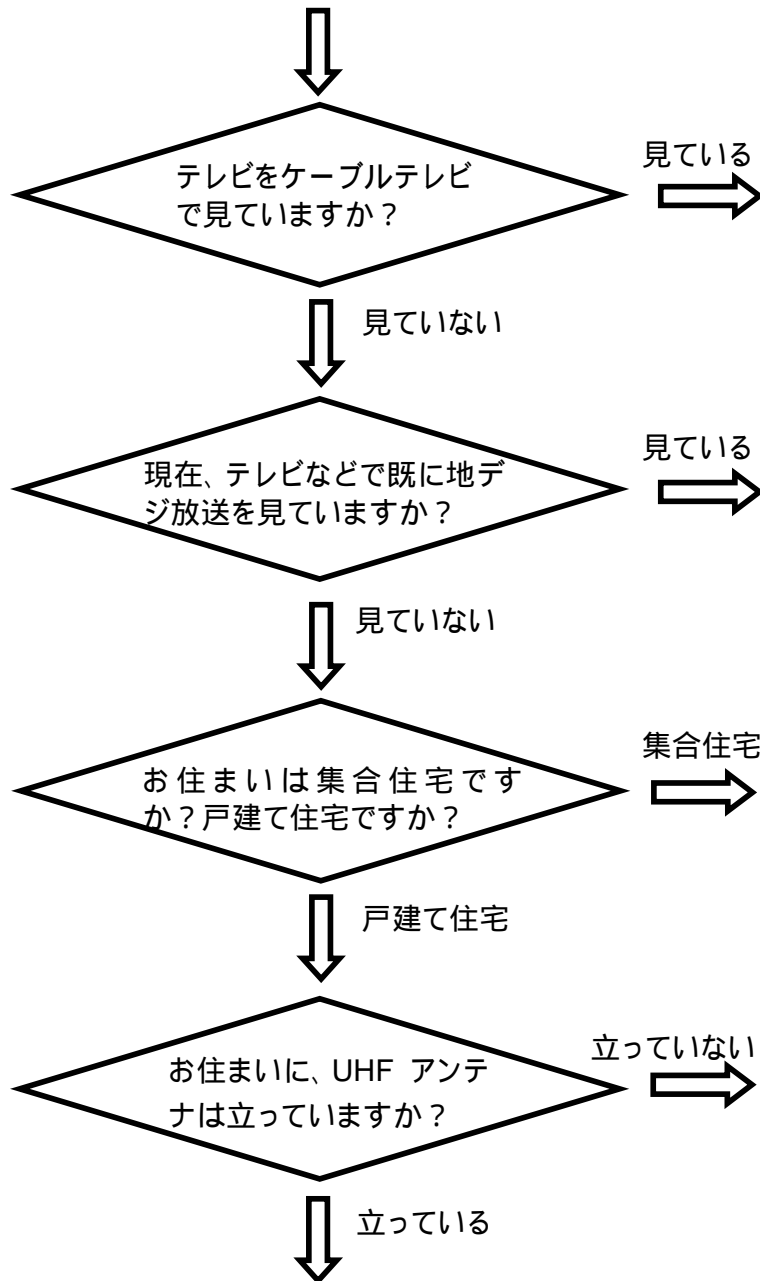 テレビをケーブルテレビ
で見ていますか？
見ている
見ていない
現在、テレビなどで既に地デ
ジ放送を見ていますか？
見ている
見ていない
お住まいは集合住宅です
か？戸建て住宅ですか？
集合住宅
戸建て住宅
お住まいに、UHF アンテ
ナは立っていますか？
立っていない
立っている